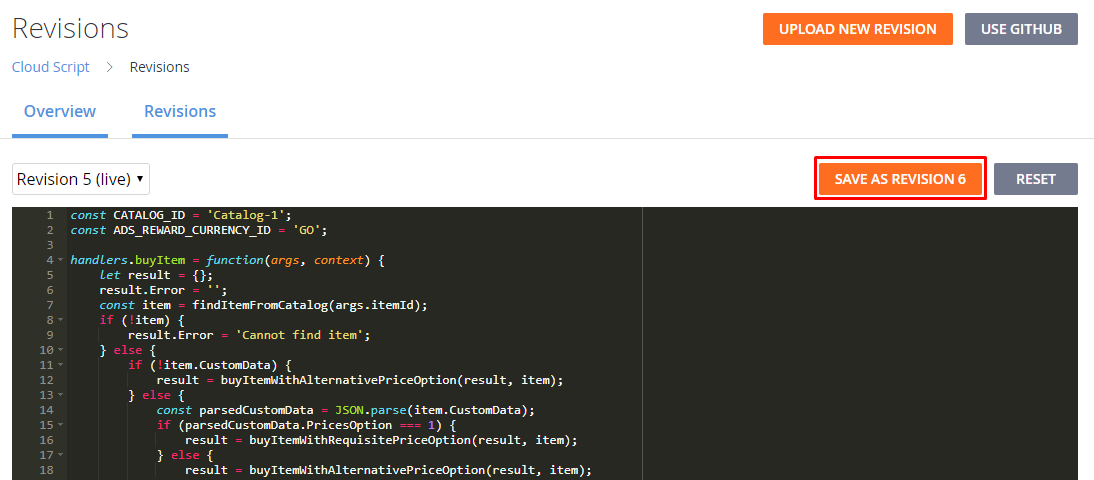 Revisions
UPLOAD NEW REVISION
USE GITHUB
Cloud Script > Revisions
Overview
Revisions
Revision 5 (live)
SAVE AS REVISION 6
RESET
1 const CATALOG_ID = 'Catalog-1';
2 const ADS_REWARD_CURRENCY_ID = 'GO';
3
4 handlers.buyItem = function(args, context) {
5 let result = {};
6 result.Error = '';
7 const item = findItemFromCatalog(args.itemId);
8 if (!item) {
9 result.Error = 'Cannot find item';
10 } else {
11 if (!item.CustomData) {
12 result = buyItemWithAlternativePriceOption(result, item);
13 } else {
14 const parsedCustomData = JSON.parse(item.CustomData);
15 if (parsedCustomData.PricesOption === 1) {
16 result = buyItemWithRequisitePriceOption(result, item);
17 } else {
18 result = buyItemWithAlternativePriceOption(result, item);